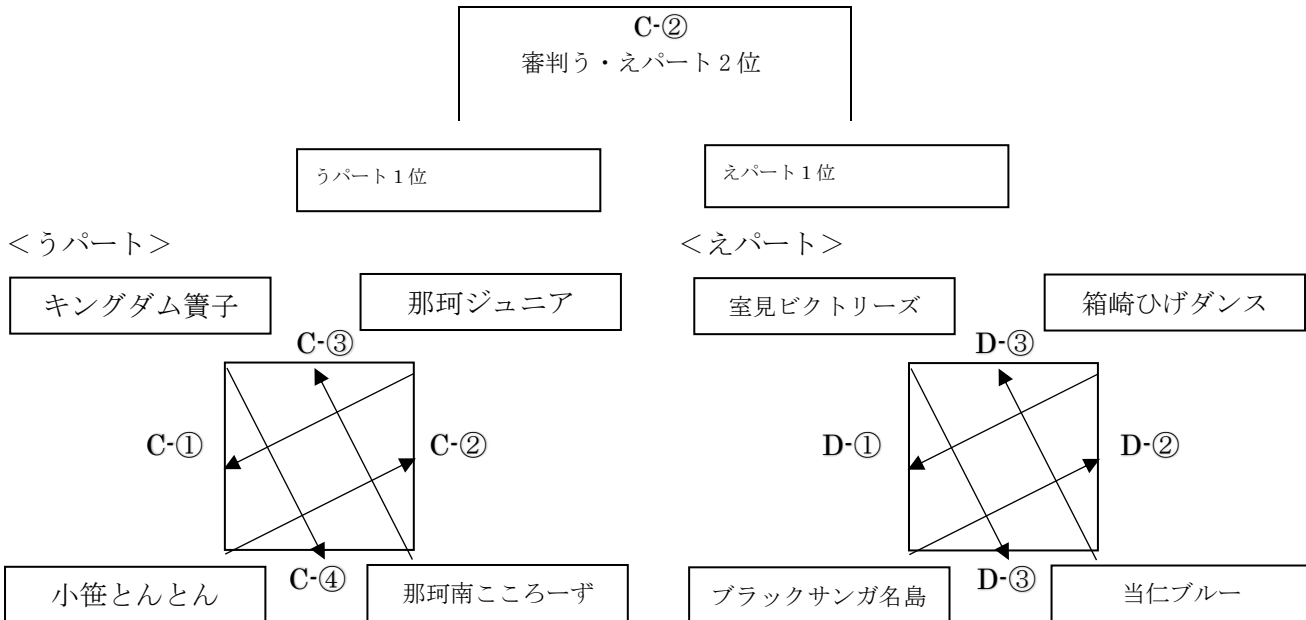 C-②
審判う・えパート２位
うパート１位
えパート１位
＜うパート＞
＜えパート＞
キングダム簀子
那珂ジュニア
室見ビクトリーズ
箱崎ひげダンス
C-③
D-③
C-①
C-②
D-①
D-②
小笹とんとん
C-④
那珂南こころーず
ブラックサンガ名島
D-③
当仁ブルー